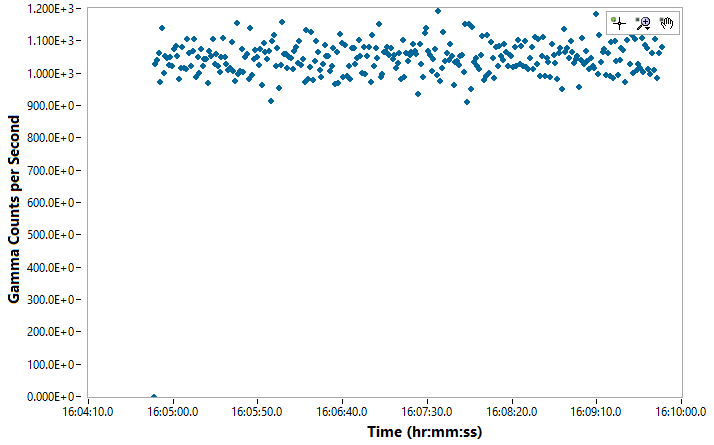 1.200E+3
1.100E+3
1.000E+3
900.0E+0
800.0E+0
700.0E+0
600.0E+0
500.0E+0
400.0E+0
300.0E+0
200.0E+0
100.0E+0
0.000E+0
Gamma Counts per Second
16:04:10.0 16:05:00.0 16:05:50.0 16:06:40.0 16:07:30.0 16:08:20.0 16:09:10.0 16:10:00.0
Time (hr:mm:ss)